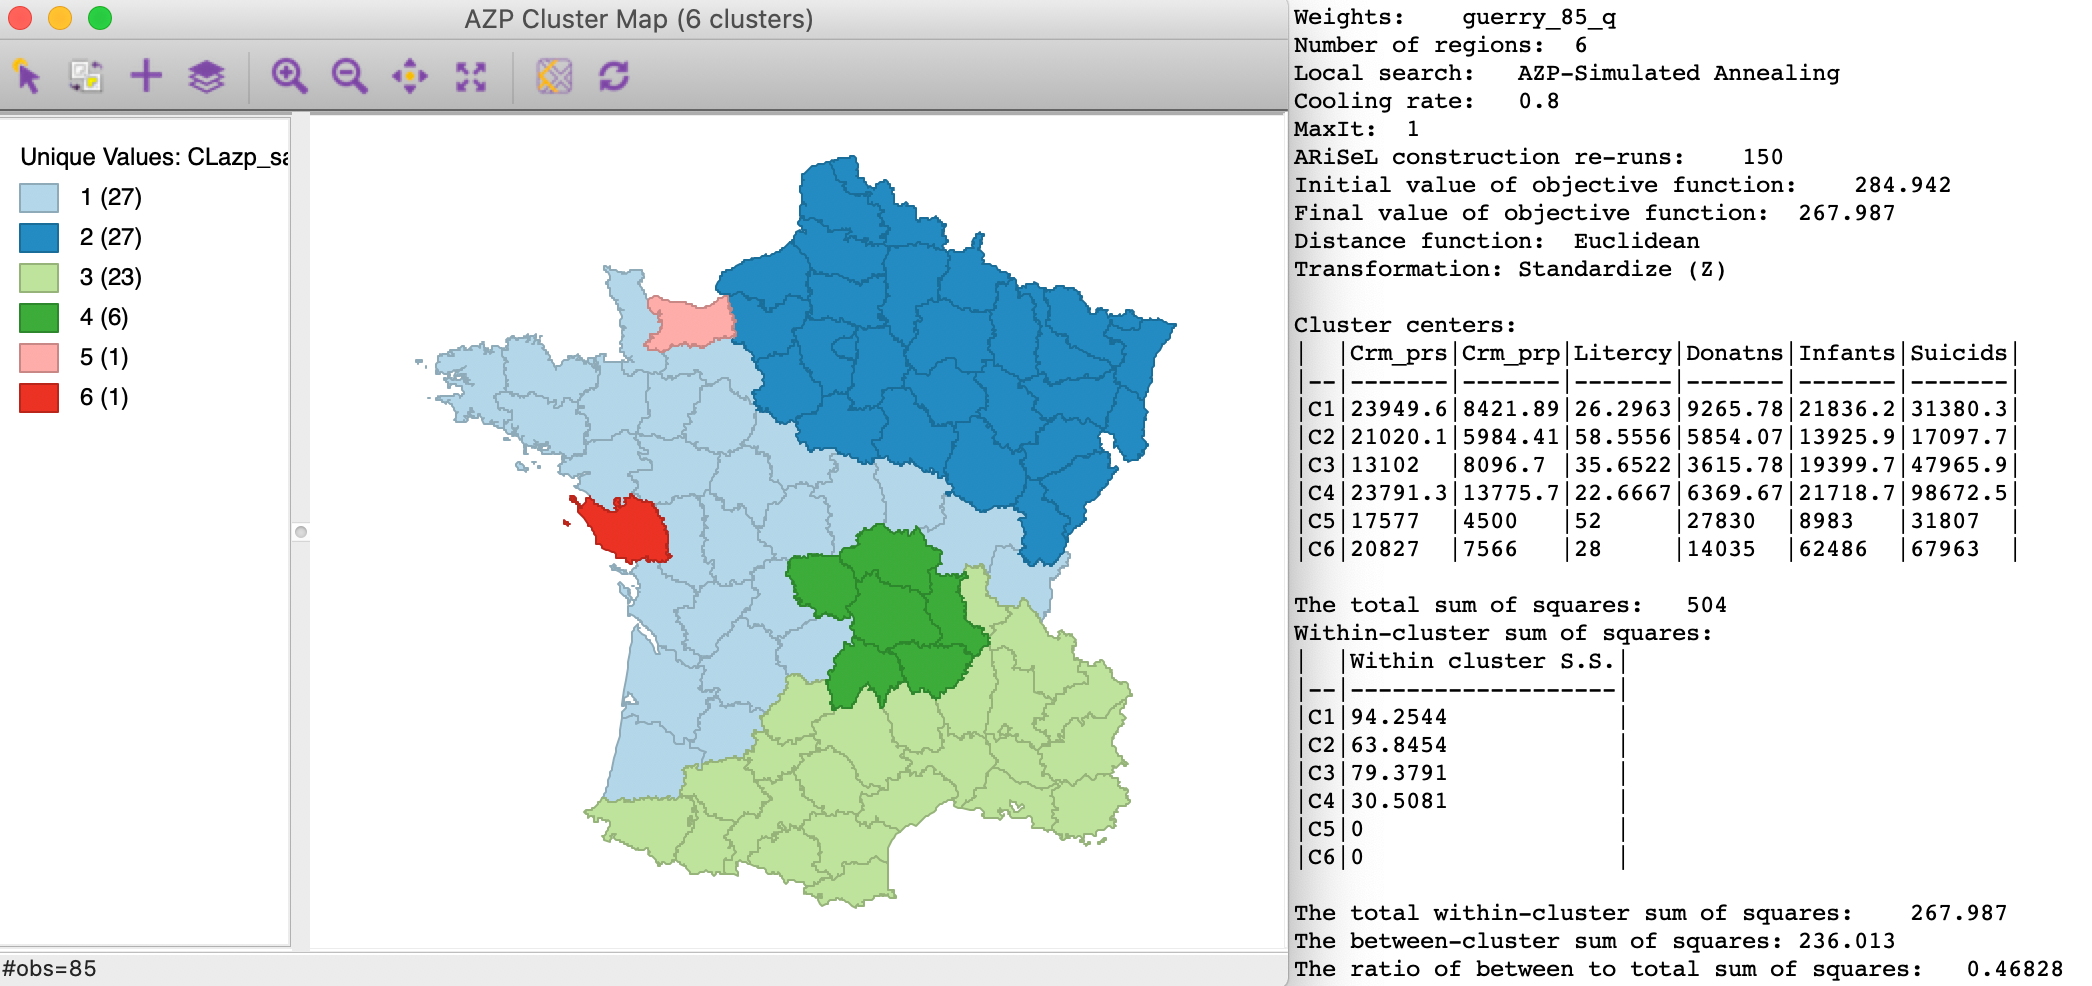 AZP Cluster Map (6 clusters)
Unique Values: CLazp_sa
1 (27)
2 (27)
3 (23)
4 (6)
5 (1)
6 (1)
#obs=85
Weights: guerry_85_q
Number of regions: 6
Local search: AZP-Simulated Annealing
Cooling rate: 0.8
MaxIt: 1
ARiSeL construction re-runs: 150
Initial value of objective function: 284.942
Final value of objective function: 267.987
Distance function: Euclidean
Transformation: Standardize (Z)
Cluster centers:
|  |Crm_prs|Crm_prp|Litercy|Donatns|Infants|Suicids|
|--|-------|-------|-------|-------|-------|-------|
|C1|23949.6|8421.89|26.2963|9265.78|21836.2|31380.3|
|C2|21020.1|5984.41|58.5556|5854.07|13925.9|17097.7|
|C3|13102  |8096.7 |35.6522|3615.78|19399.7|47965.9|
|C4|23791.3|13775.7|22.6667|6369.67|21718.7|98672.5|
|C5|17577  |4500   |52     |27830  |8983   |31807  |
|C6|20827  |7566   |28     |14035  |62486  |67963  |
The total sum of squares: 504
Within-cluster sum of squares:
|  |Within cluster S.S.|
|--|-------------------|
|C1|94.2544            |
|C2|63.8454            |
|C3|79.3791            |
|C4|30.5081            |
|C5|0                  |
|C6|0                  |
The total within-cluster sum of squares: 267.987
The between-cluster sum of squares: 236.013
The ratio of between to total sum of squares: 0.46828